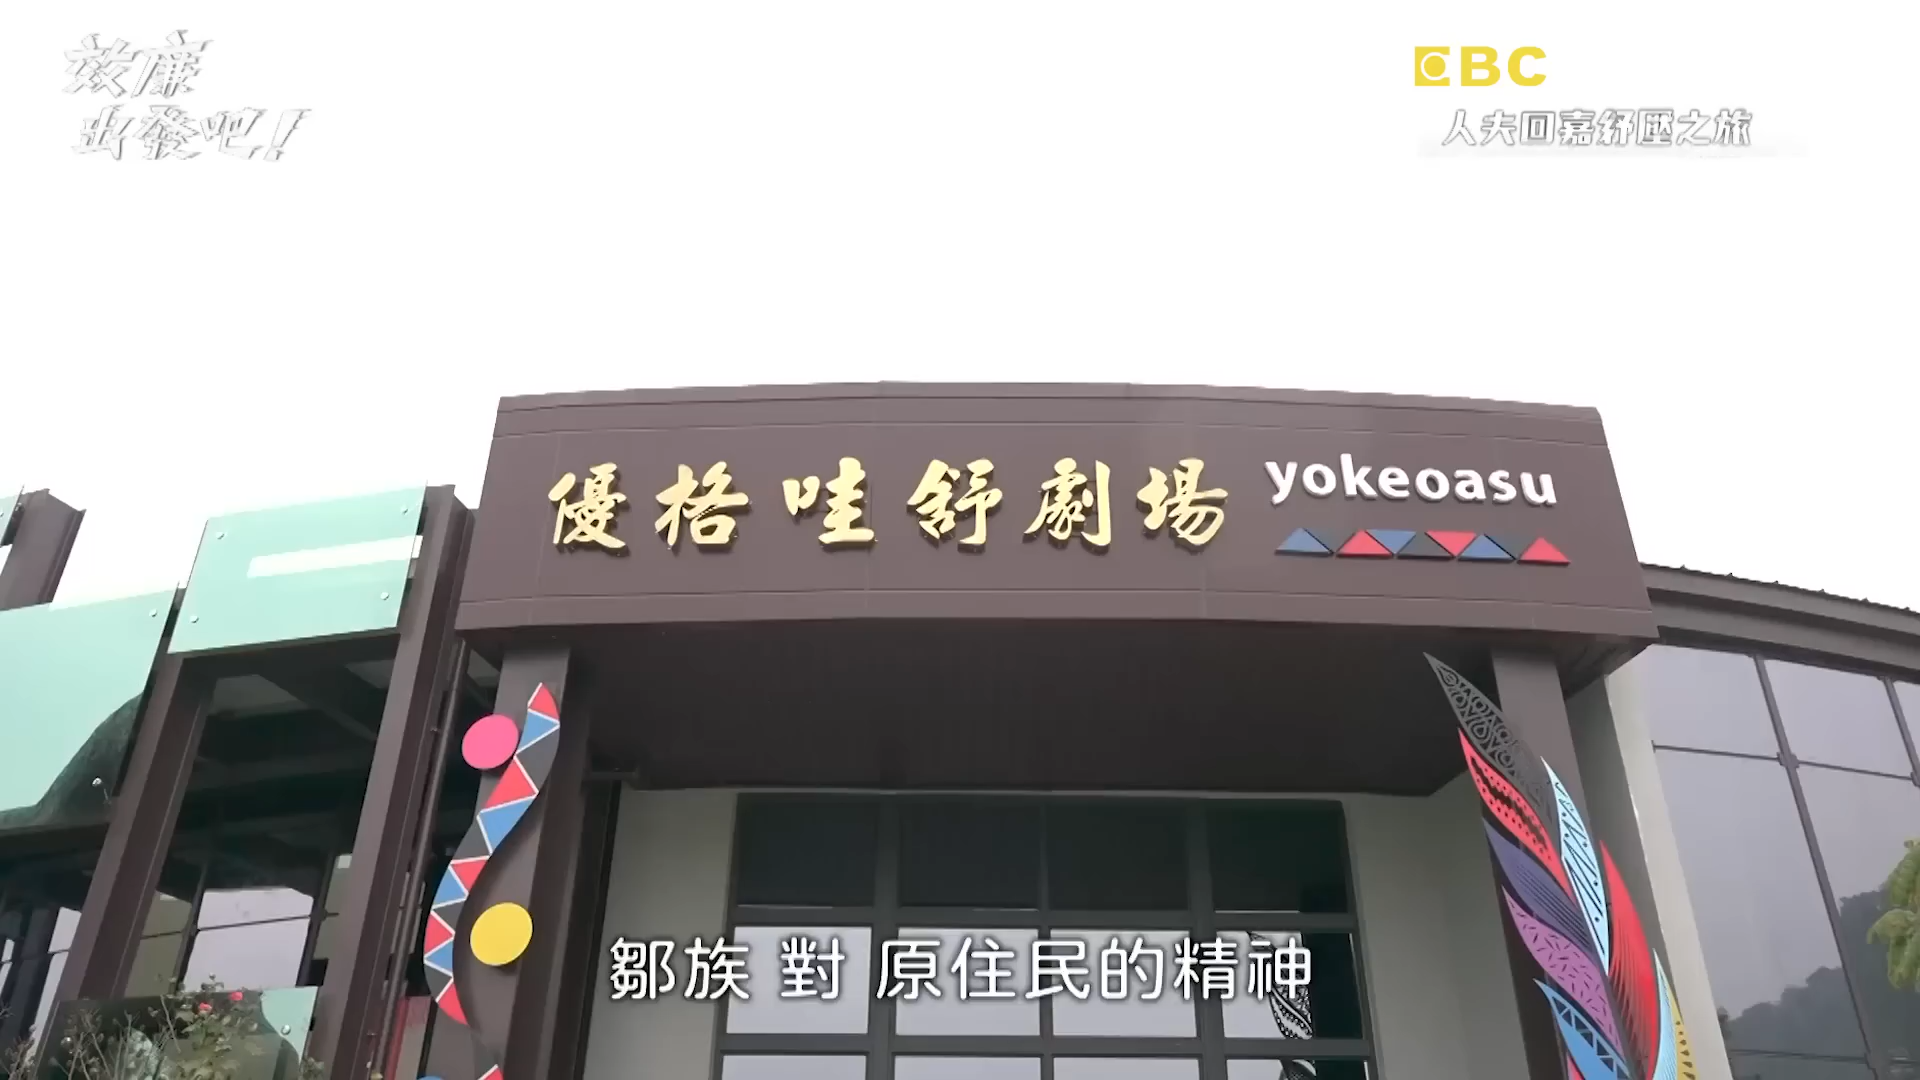 效廉
出發吧！
EBC
人夫回嘉紓壓之旅
優格哇舒劇場 yokeoasu
鄒族 對 原住民的精神